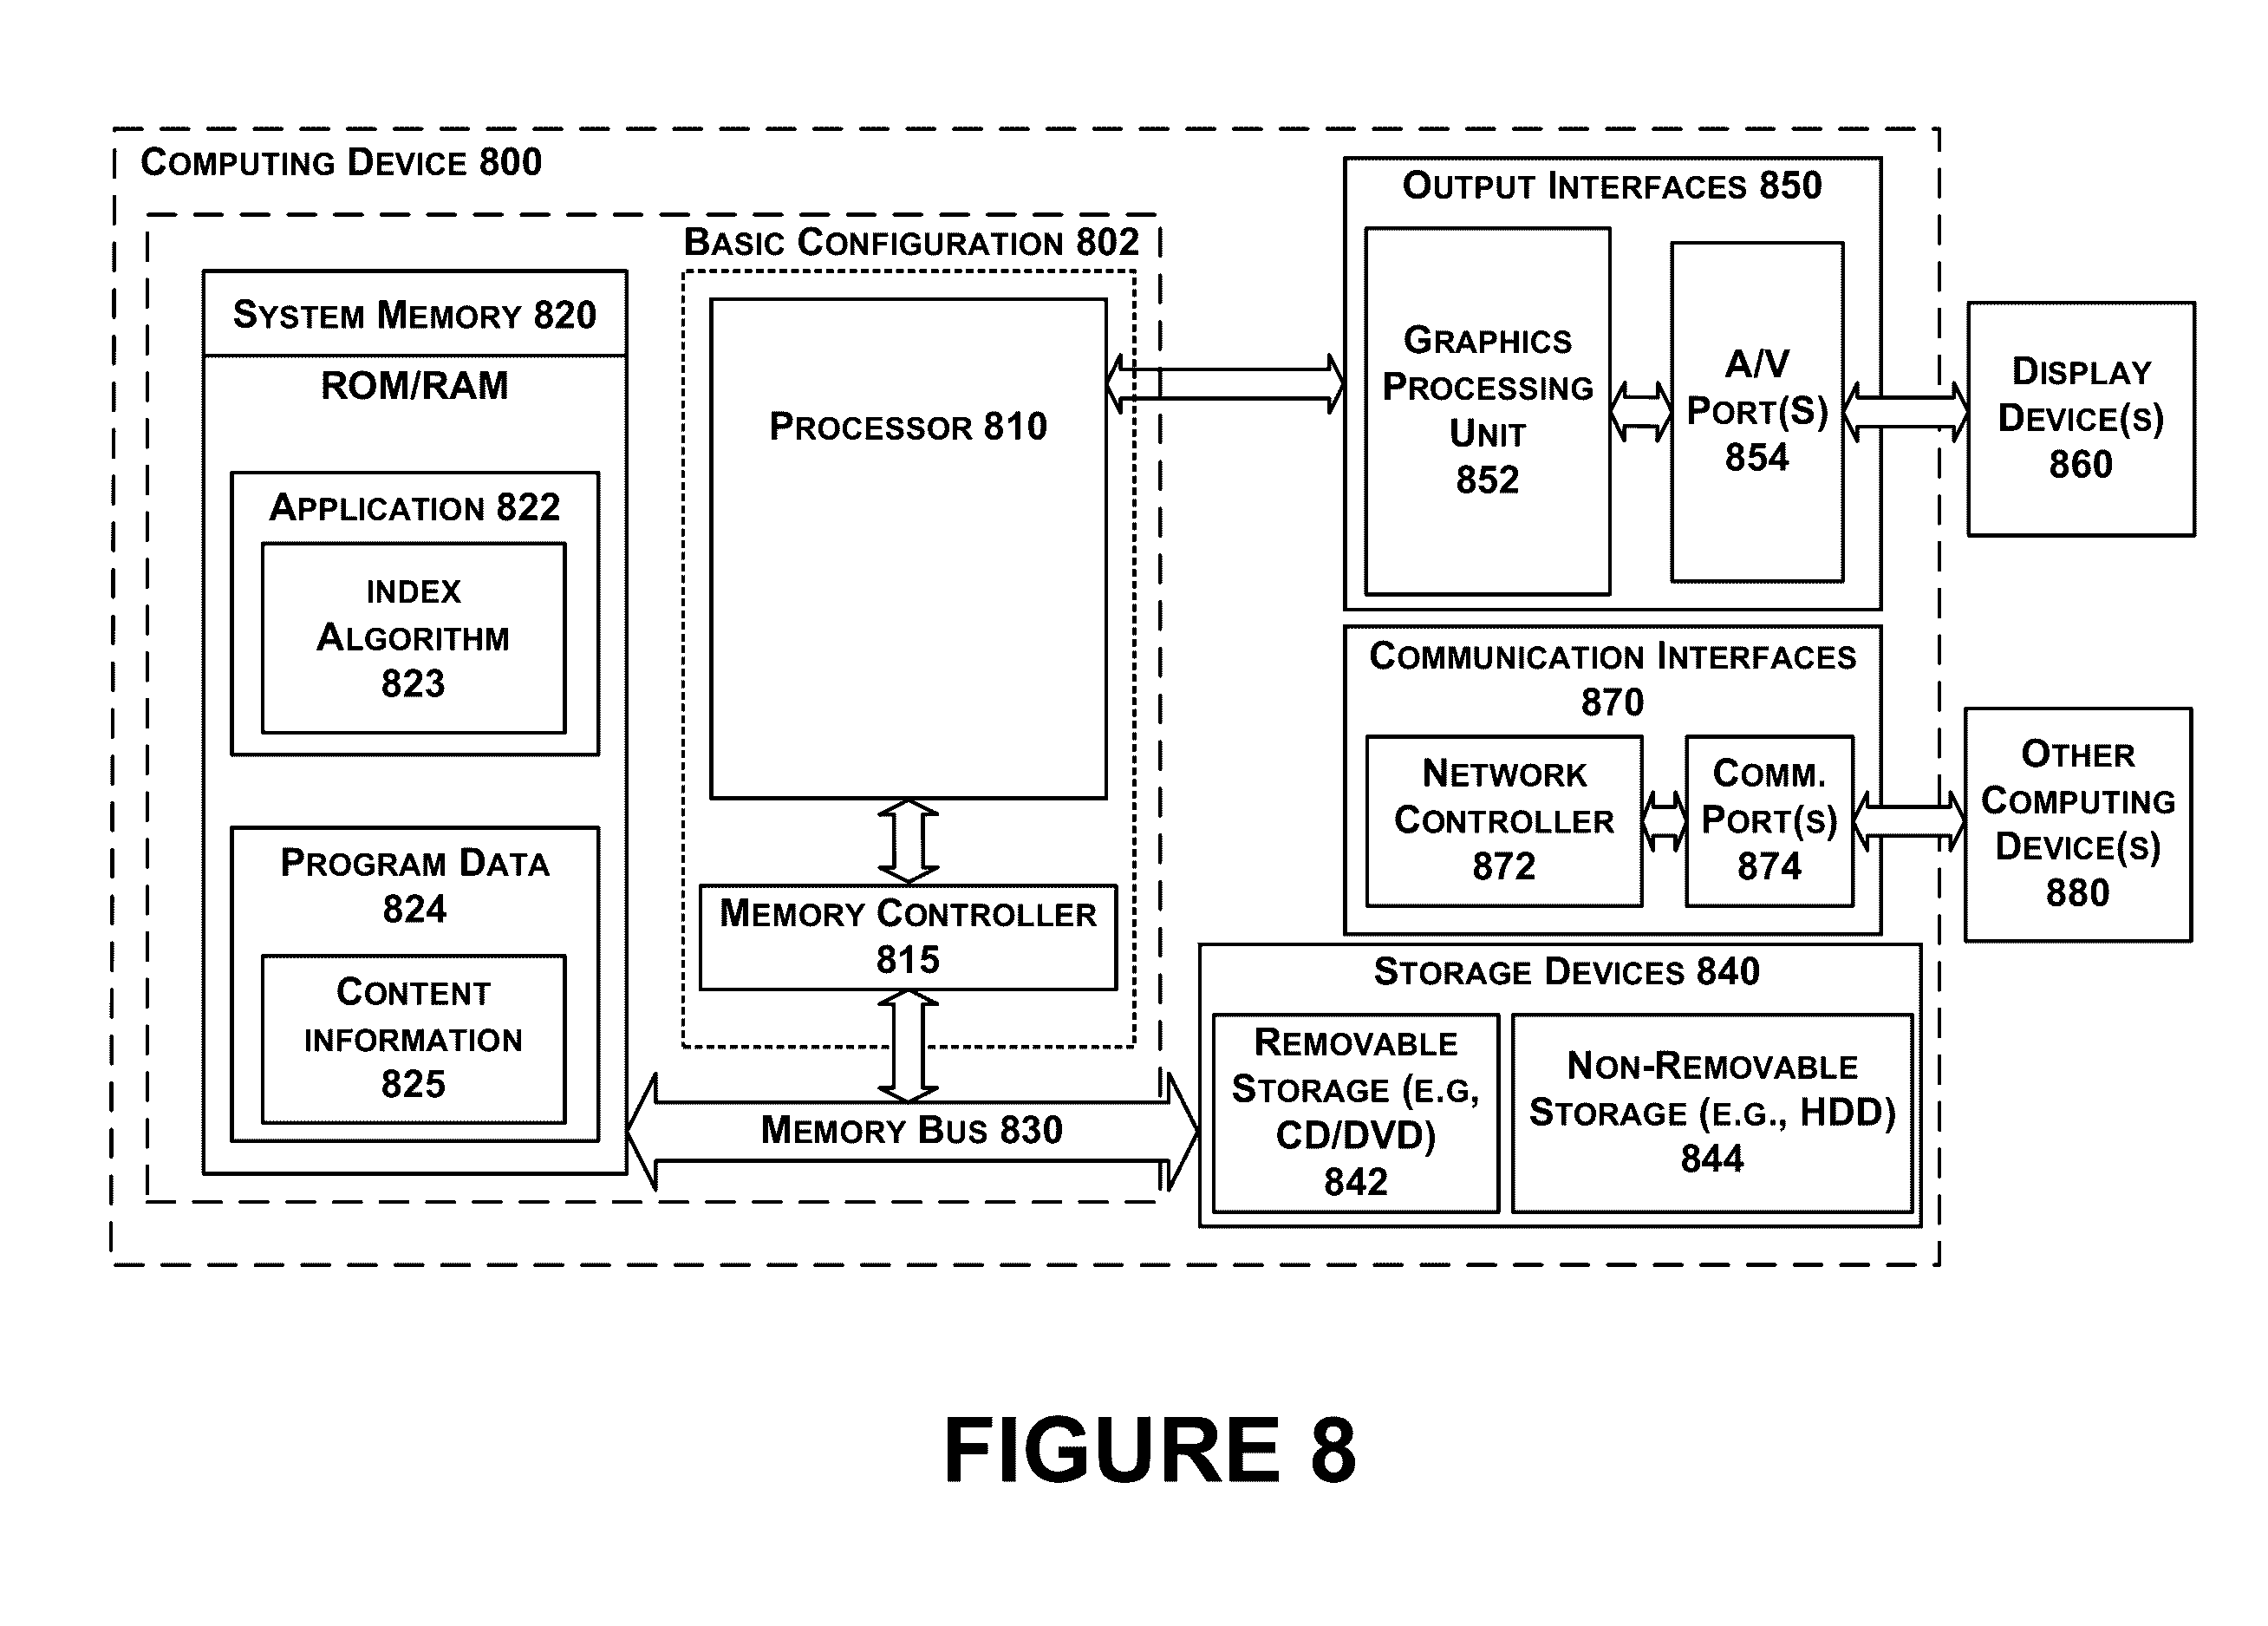 COMPUTING DEVICE 800
BASIC CONFIGURATION 802
SYSTEM MEMORY 820
ROM/RAM
APPLICATION 822
INDEX
ALGORITHM
823
PROGRAM DATA
824
CONTENT
INFORMATION
825
PROCESSOR 810
MEMORY CONTROLLER
815
MEMORY BUS 830
OUTPUT INTERFACES 850
GRAPHICS
PROCESSING
UNIT
852
A/V
PORT(S)
854
DISPLAY
DEVICE(S)
860
COMMUNICATION INTERFACES
870
NETWORK
CONTROLLER
872
COMM.
PORT(S)
874
OTHER
COMPUTING
DEVICE(S)
880
STORAGE DEVICES 840
REMOVABLE
STORAGE (E.G,
CD/DVD)
842
NON-REMOVABLE
STORAGE (E.G., HDD)
844
FIGURE 8